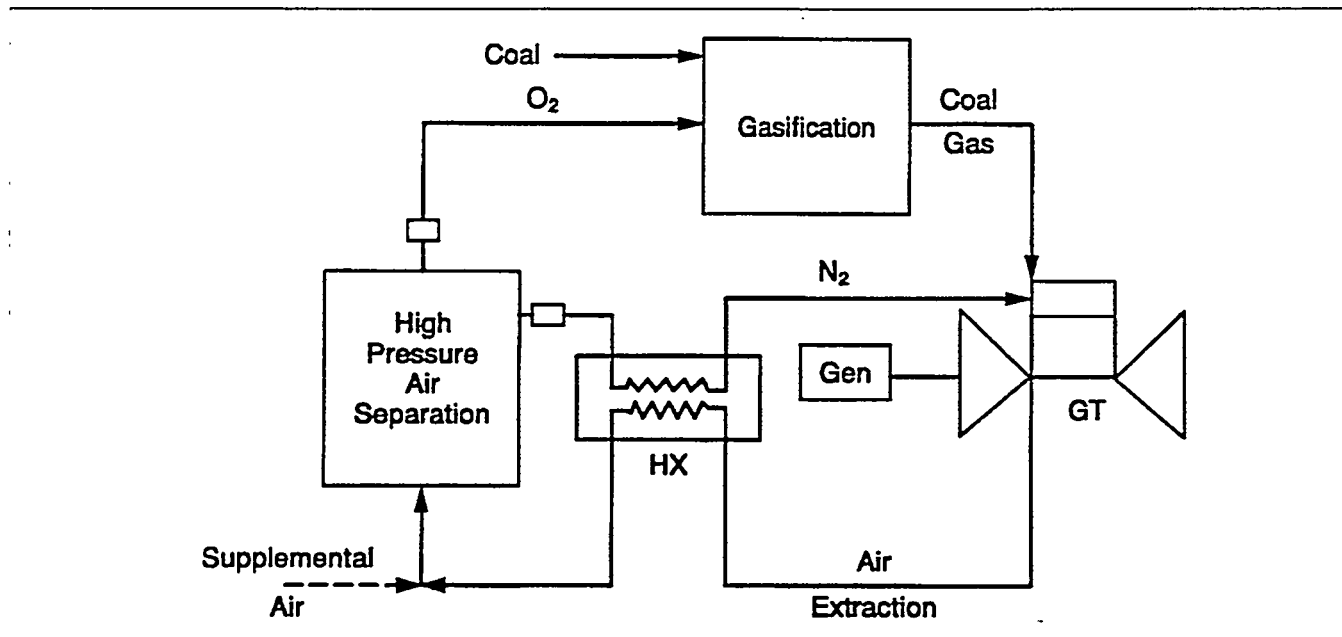 Coal
O₂
Gasification
Coal
Gas
High
Pressure
Air
Separation
N₂
Gen
GT
HX
Supplemental
Air
Air
Extraction